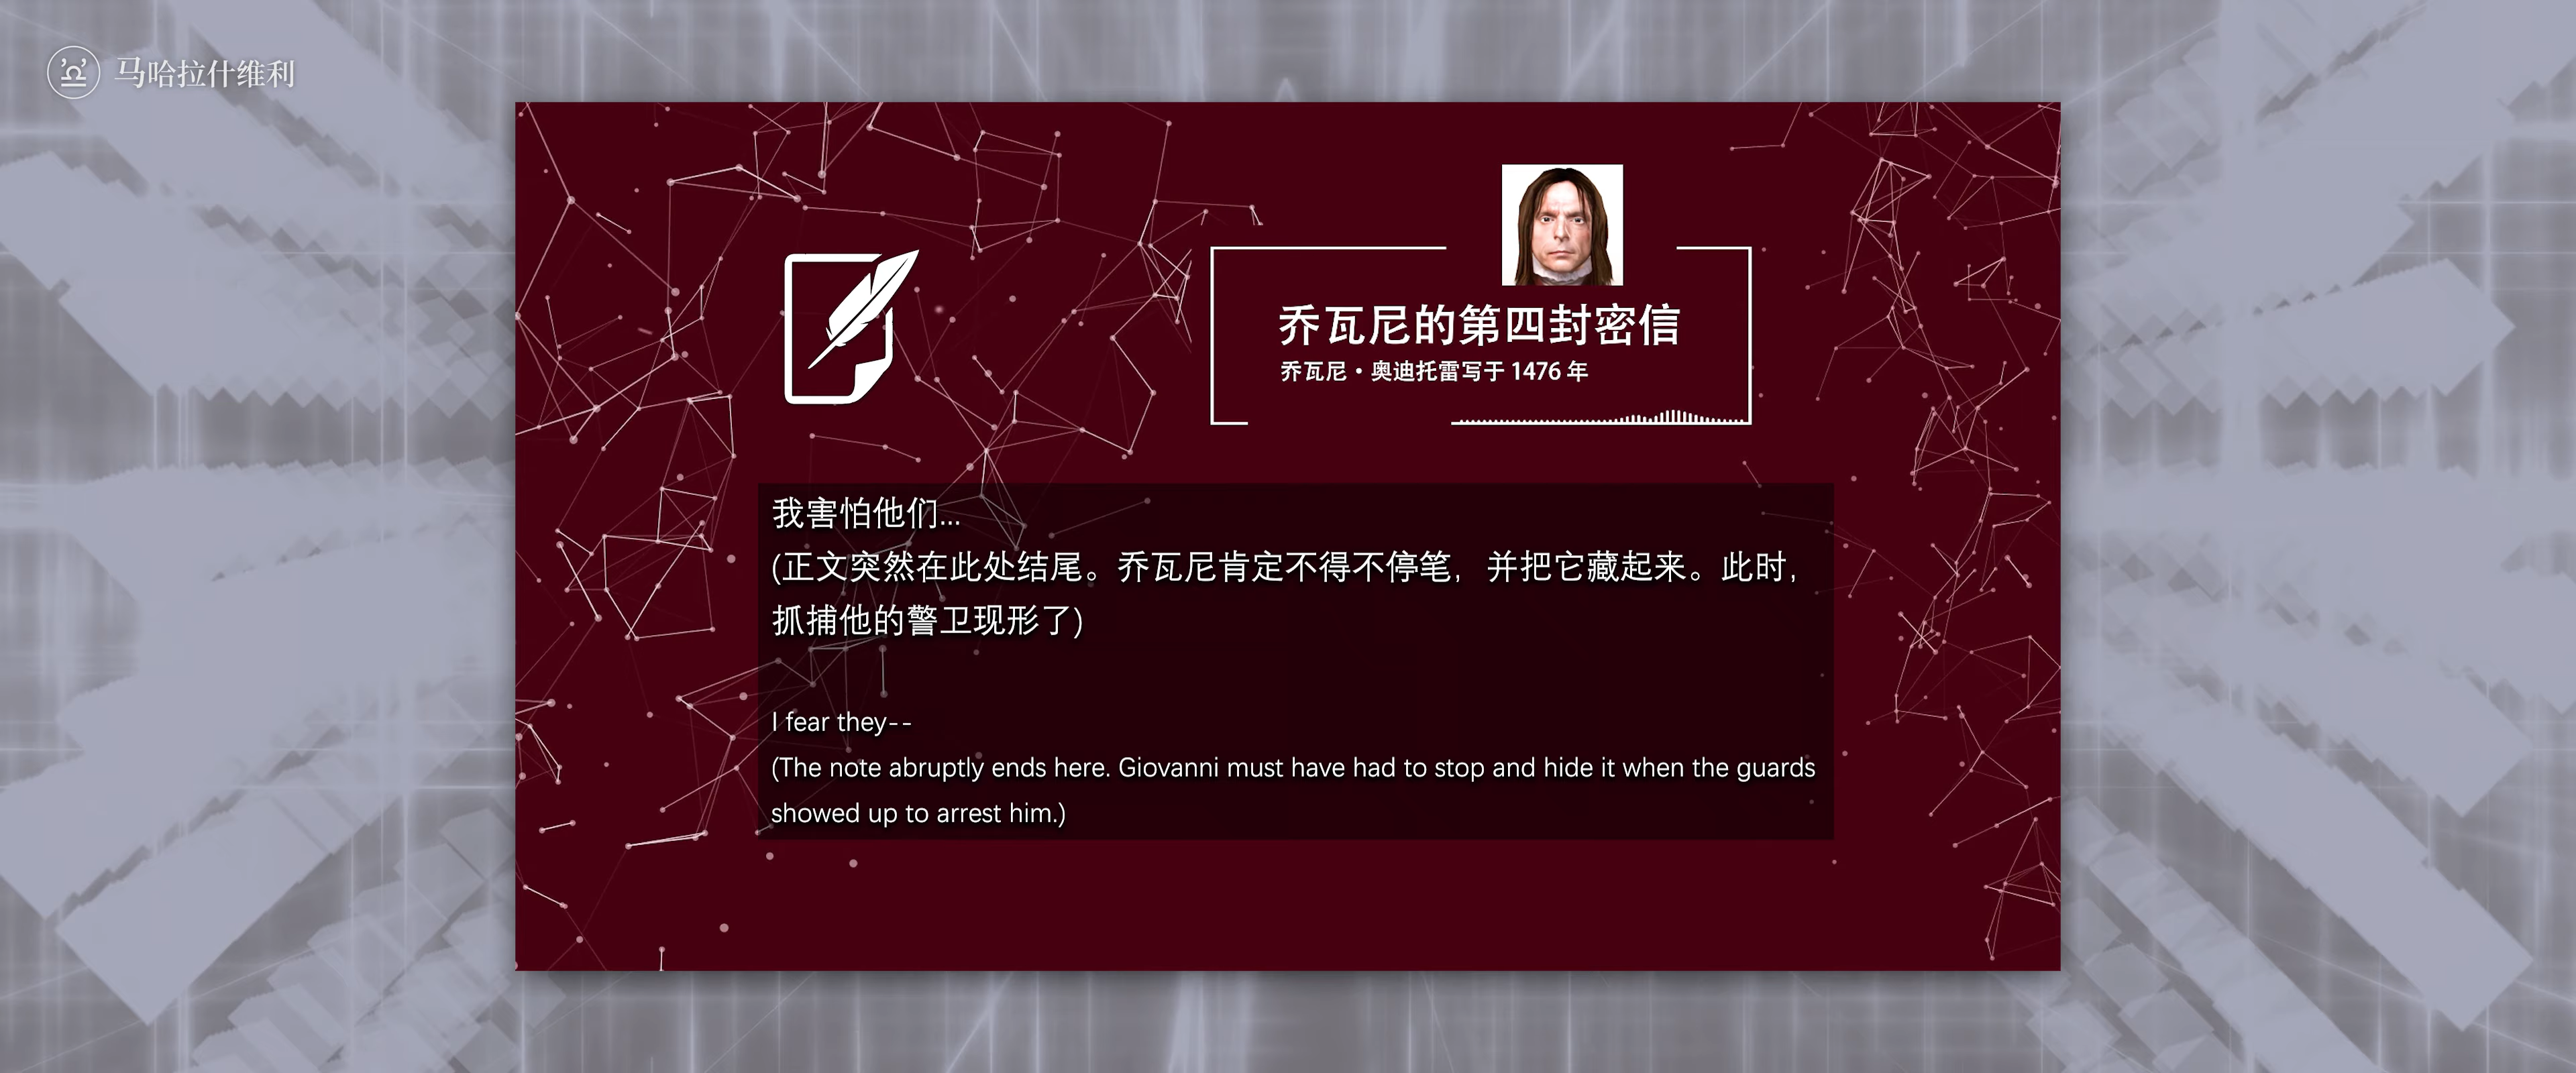 马哈拉什维利
乔瓦尼的第四封密信
乔瓦尼·奥迪托雷写于 1476 年
我害怕他们...
(正文突然在此处结尾。乔瓦尼肯定不得不停笔，并把它藏起来。此时，
抓捕他的警卫现形了)
I fear they--
(The note abruptly ends here. Giovanni must have had to stop and hide it when the guards
showed up to arrest him.)